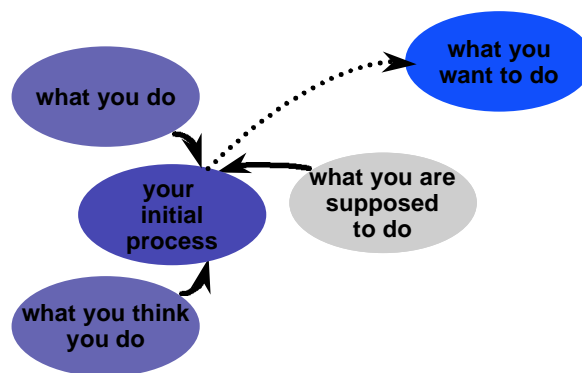 what you
want to do
what you do
what you are
supposed
to do
your
initial
process
what you think
you do